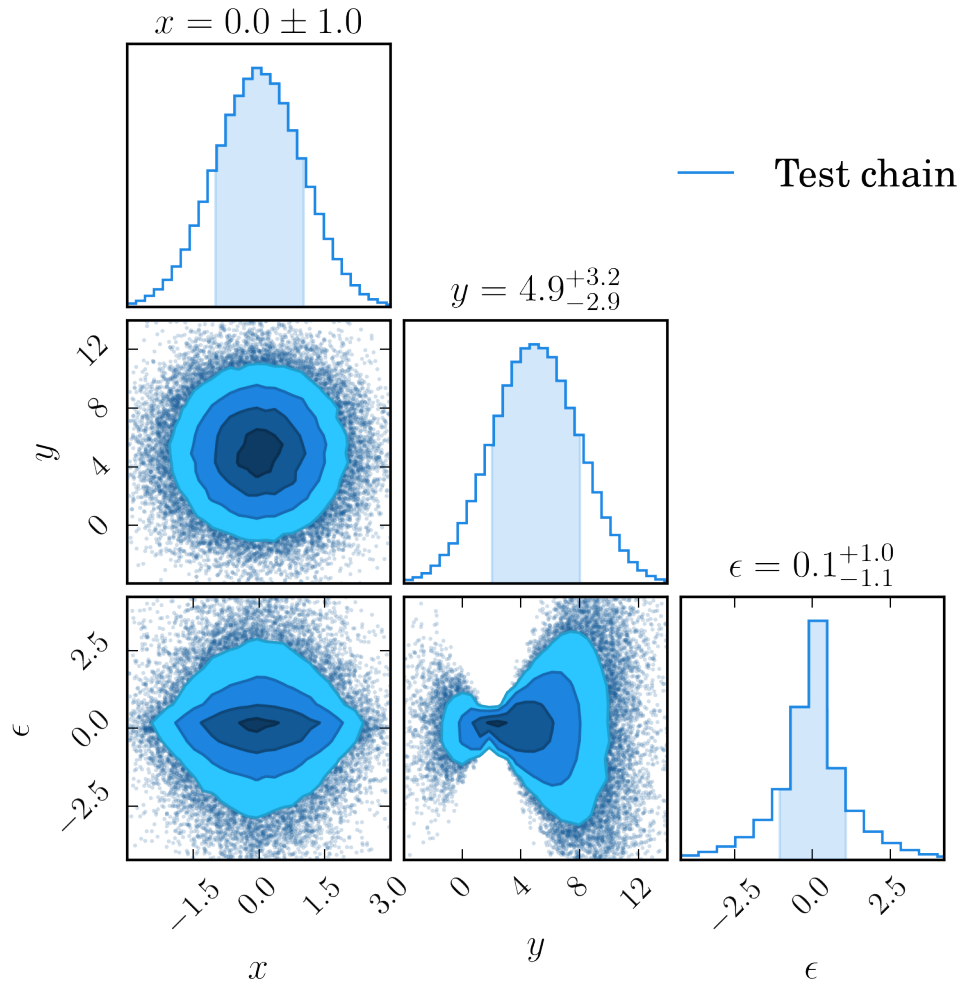 x = 0.0 ± 1.0
Test chain
y = 4.9^{+3.2}_{−2.9}
12
8
4
0
y
ϵ = 0.1^{+1.0}_{−1.1}
2.5
0.0
−2.5
ϵ
−1.5 0.0 1.5 3.0
0 4 8 12
−2.5 0.0 2.5
x
y
ϵ